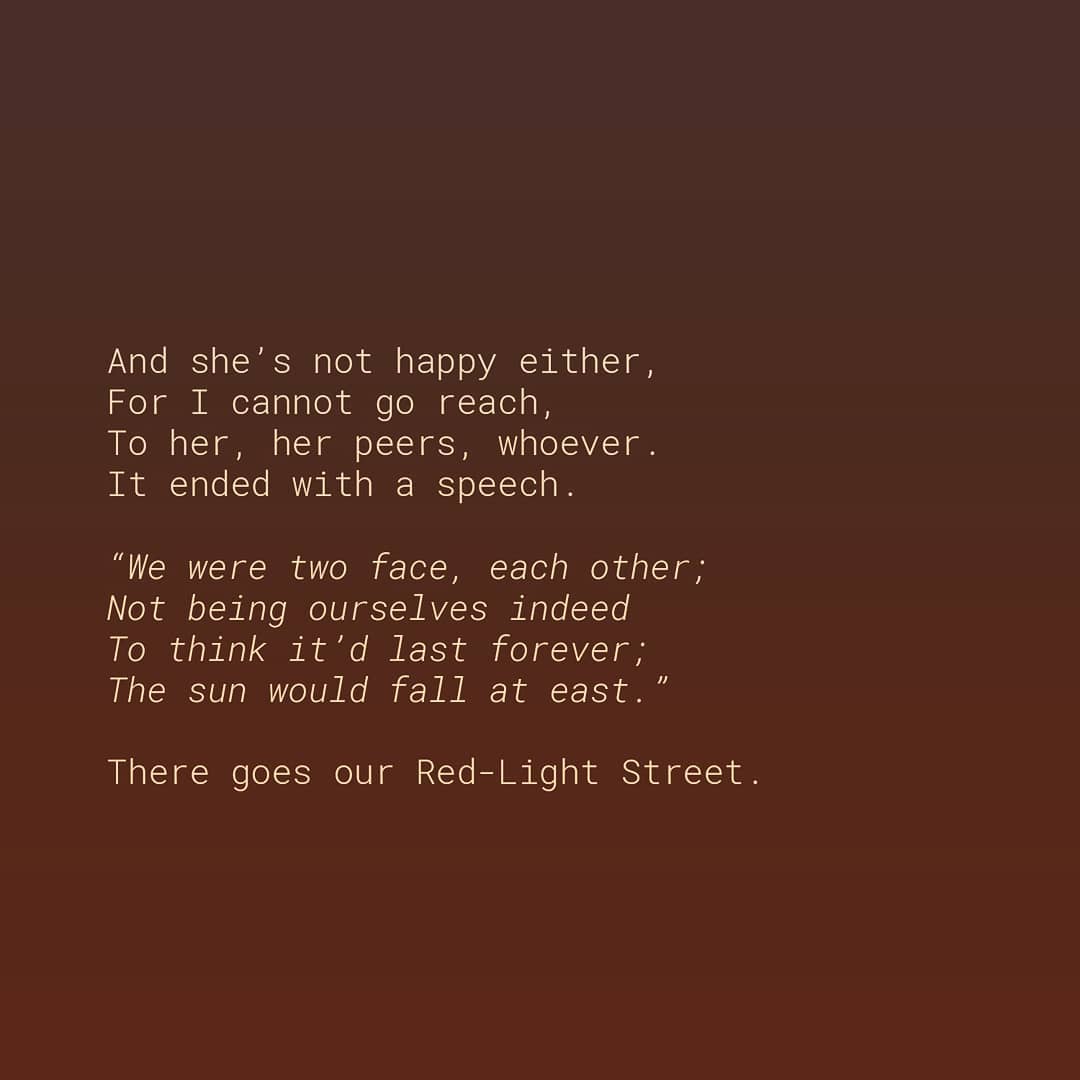 And she’s not happy either,
For I cannot go reach,
To her, her peers, whoever.
It ended with a speech.
“We were two face, each other;
Not being ourselves indeed
To think it’d last forever;
The sun would fall at east.”
There goes our Red-Light Street.